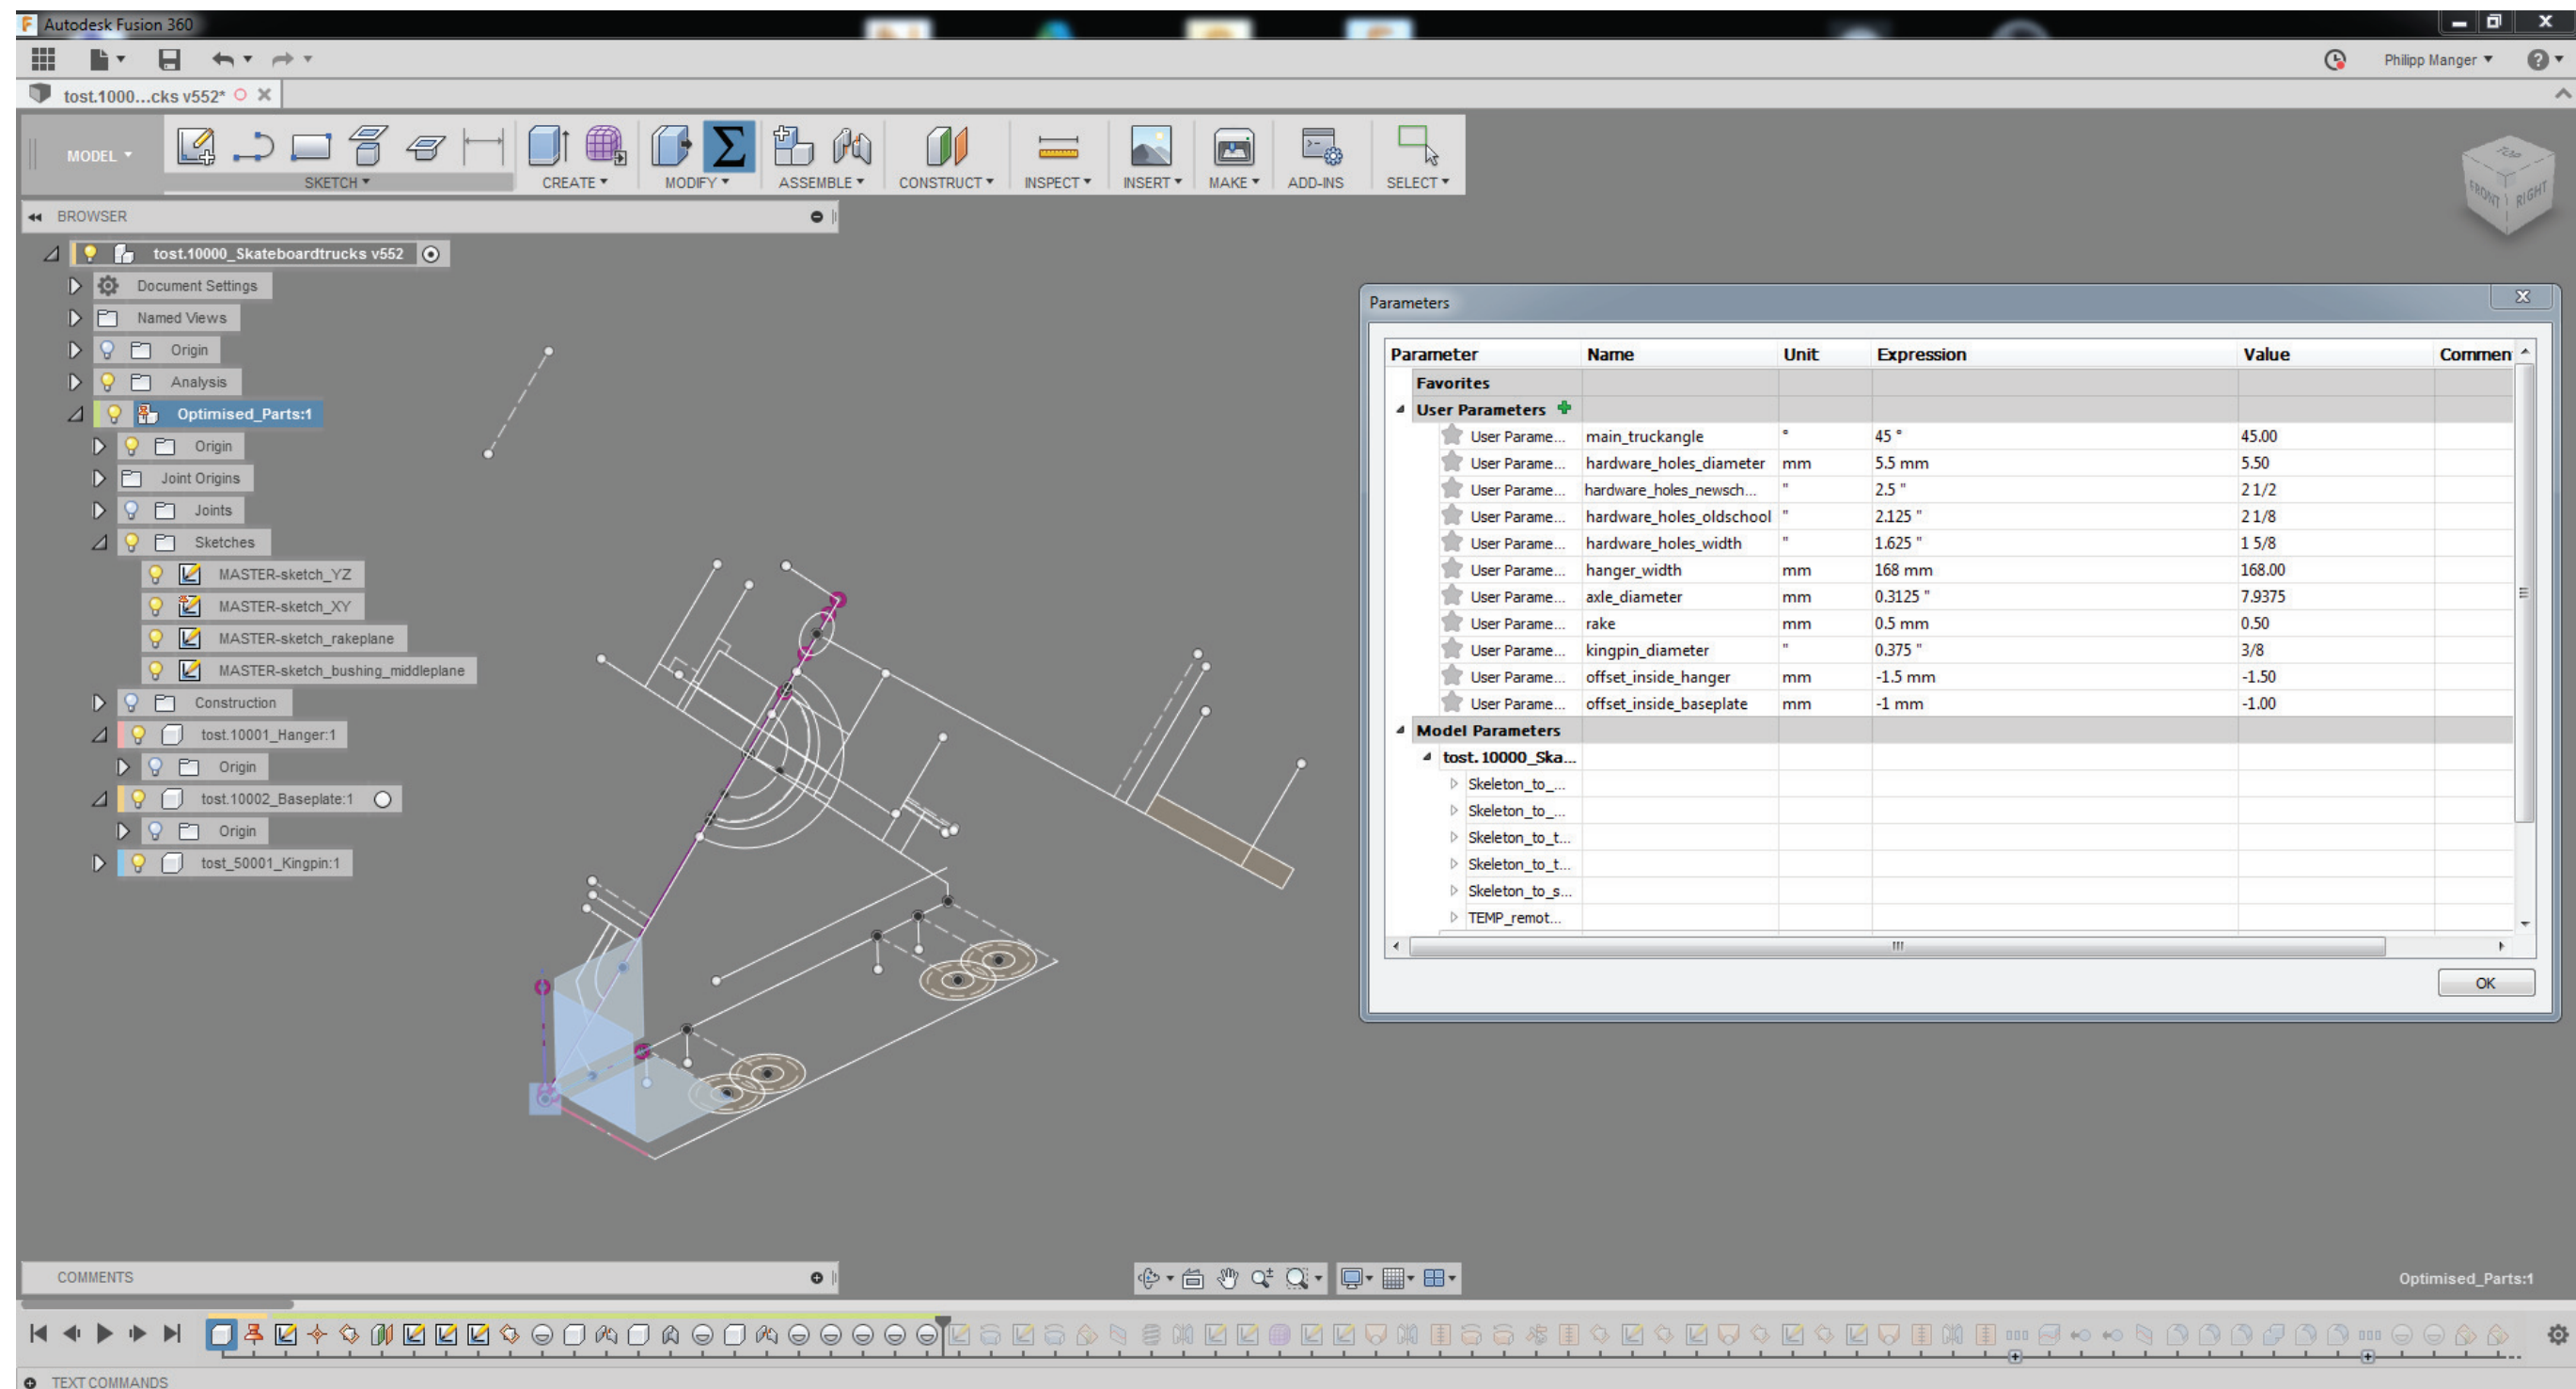 Autodesk Fusion 360
Philipp Manger
tost.1000...cks v552*
MODEL
SKETCH CREATE MODIFY ASSEMBLE CONSTRUCT INSPECT INSERT MAKE ADD-INS SELECT
TOP
FRONT RIGHT
BROWSER
tost.10000_Skateboardtrucks v552
Document Settings
Named Views
Origin
Analysis
Optimised_Parts:1
Origin
Joint Origins
Joints
Sketches
MASTER-sketch_YZ
MASTER-sketch_XY
MASTER-sketch_rakeplane
MASTER-sketch_bushing_middleplane
Construction
tost.10001_Hanger:1
Origin
tost.10002_Baseplate:1
Origin
tost_50001_Kingpin:1
Parameters
Parameter Name Unit Expression Value Commen
Favorites
User Parameters
User Parame... main_truckangle ° 45 ° 45.00
User Parame... hardware_holes_diameter mm 5.5 mm 5.50
User Parame... hardware_holes_newsch... " 2.5 " 2 1/2
User Parame... hardware_holes_oldschool " 2.125 " 2 1/8
User Parame... hardware_holes_width " 1.625 " 1 5/8
User Parame... hanger_width mm 168 mm 168.00
User Parame... axle_diameter mm 0.3125 " 7.9375
User Parame... rake mm 0.5 mm 0.50
User Parame... kingpin_diameter " 0.375 " 3/8
User Parame... offset_inside_hanger mm -1.5 mm -1.50
User Parame... offset_inside_baseplate mm -1 mm -1.00
Model Parameters
tost.10000_Ska...
Skeleton_to_...
Skeleton_to_...
Skeleton_to_t...
Skeleton_to_t...
Skeleton_to_s...
TEMP_remot...
OK
COMMENTS
Optimised_Parts:1
TEXT COMMANDS